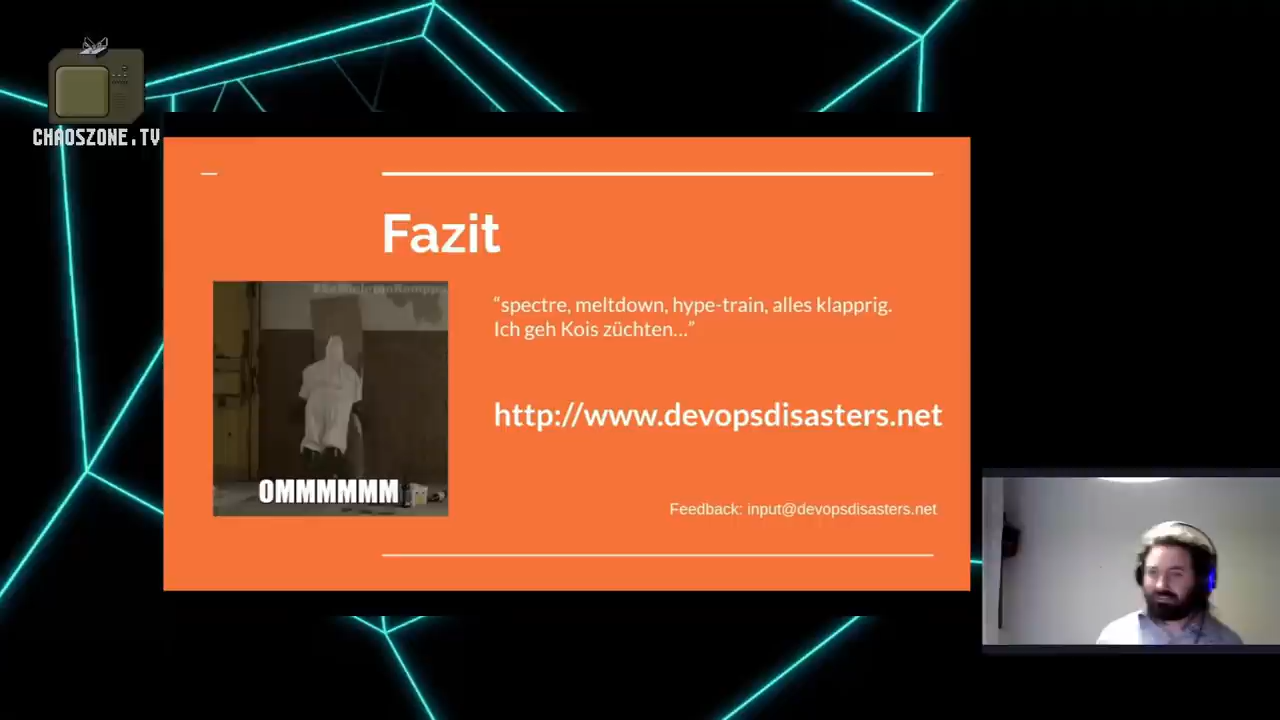 CHAOSZONE.TV
Fazit
“spectre, meltdown, hype-train, alles klapprig.
Ich geh Kois züchten…”
http://www.devopsdisasters.net
OMMMMMM
Feedback: input@devopsdisasters.net